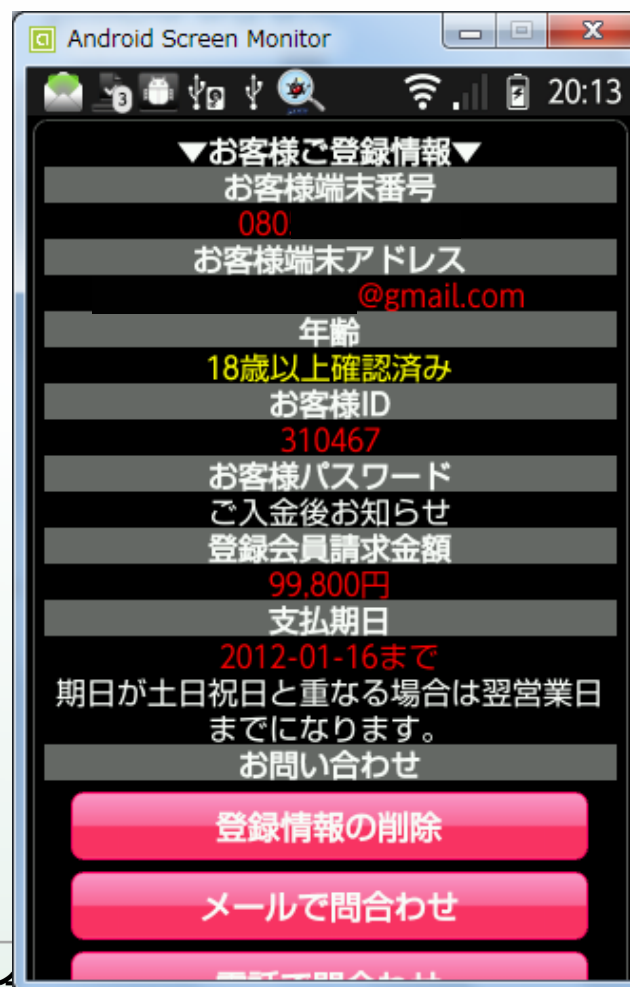 Android Screen Monitor
3
20:13
▼お客様ご登録情報▼
お客様端末番号
080
お客様端末アドレス
@gmail.com
年齢
18歳以上確認済み
お客様ID
310467
お客様パスワード
ご入金後お知らせ
登録会員請求金額
99,800円
支払期日
2012-01-16まで
期日が土日祝日と重なる場合は翌営業日
までになります。
お問い合わせ
登録情報の削除
メールで問合わせ